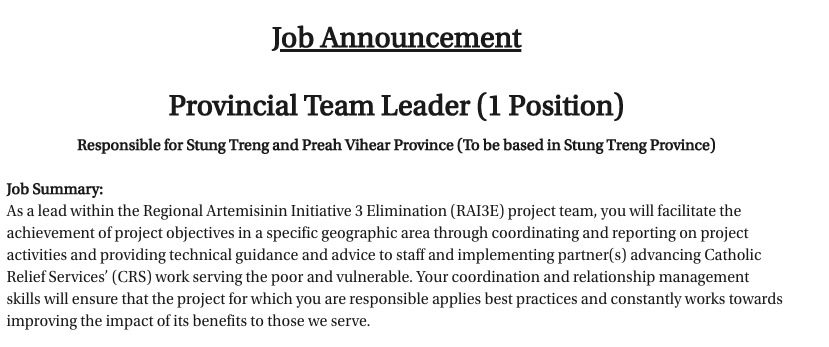 Job Announcement
Provincial Team Leader (1 Position)
Responsible for Stung Treng and Preah Vihear Province (To be based in Stung Treng Province)
Job Summary:
As a lead within the Regional Artemisinin Initiative 3 Elimination (RAI3E) project team, you will facilitate the
achievement of project objectives in a specific geographic area through coordinating and reporting on project
activities and providing technical guidance and advice to staff and implementing partner(s) advancing Catholic
Relief Services’ (CRS) work serving the poor and vulnerable. Your coordination and relationship management
skills will ensure that the project for which you are responsible applies best practices and constantly works towards
improving the impact of its benefits to those we serve.